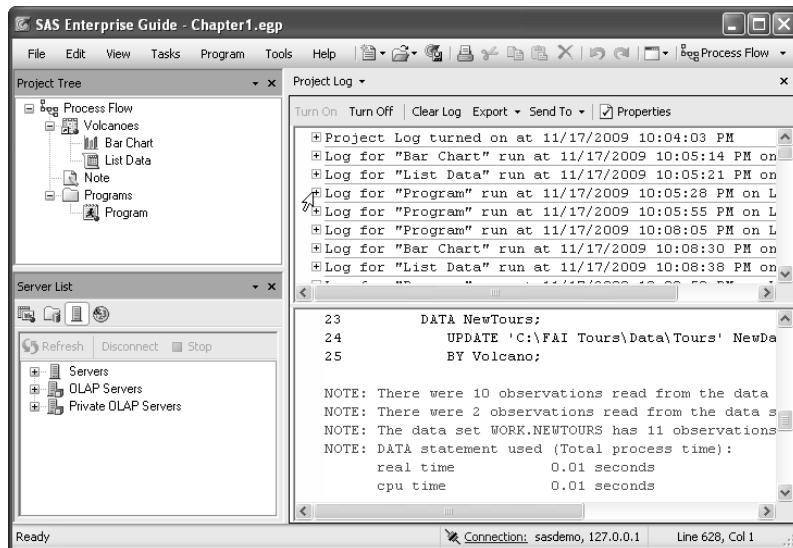 SAS Enterprise Guide - Chapter1.egp
File Edit View Tasks Program Tools Help Process Flow
Project Tree
Process Flow
Volcanoes
Bar Chart
List Data
Note
Programs
Program
Server List
Refresh Disconnect Stop
Servers
OLAP Servers
Private OLAP Servers
Project Log
Turn On Turn Off Clear Log Export Send To Properties
Project Log turned on at 11/17/2009 10:04:03 PM
Log for "Bar Chart" run at 11/17/2009 10:05:14 PM on
Log for "List Data" run at 11/17/2009 10:05:21 PM on
Log for "Program" run at 11/17/2009 10:05:28 PM on L
Log for "Program" run at 11/17/2009 10:05:55 PM on L
Log for "Program" run at 11/17/2009 10:08:05 PM on L
Log for "Bar Chart" run at 11/17/2009 10:08:30 PM on
Log for "List Data" run at 11/17/2009 10:08:38 PM on
23 DATA NewTours;
24 UPDATE 'C:\FAI Tours\Data\Tours' NewDa
25 BY Volcano;
NOTE: There were 10 observations read from the data
NOTE: There were 2 observations read from the data s
NOTE: The data set WORK.NEWTOURS has 11 observations
NOTE: DATA statement used (Total process time):
real time 0.01 seconds
cpu time 0.01 seconds
Ready Connection: sasdemo, 127.0.0.1 Line 628, Col 1